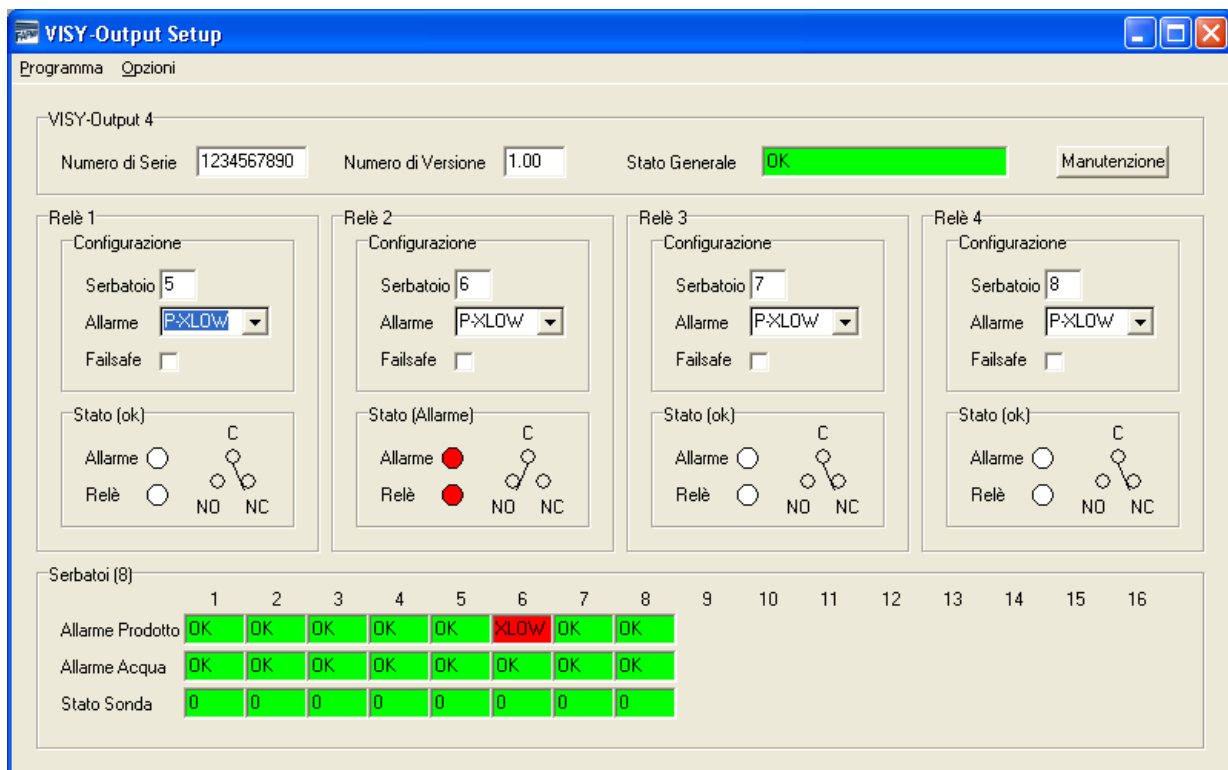 VISY-Output Setup
Programma Opzioni
VISY-Output 4
Numero di Serie 1234567890 Numero di Versione 1.00 Stato Generale OK Manutenzione
Relè 1 Relè 2 Relè 3 Relè 4
Configurazione Configurazione Configurazione Configurazione
Serbatoio 5 Serbatoio 6 Serbatoio 7 Serbatoio 8
Allarme P-XLOW Allarme P-XLOW Allarme P-XLOW Allarme P-XLOW
Failsafe Failsafe Failsafe Failsafe
Stato (ok) Stato (Allarme) Stato (ok) Stato (ok)
C C C C
Allarme Allarme Allarme Allarme
Relè Relè Relè Relè
NO NC NO NC NO NC NO NC
Serbatoi (8)
1 2 3 4 5 6 7 8 9 10 11 12 13 14 15 16
Allarme Prodotto OK OK OK OK OK XLOW OK OK
Allarme Acqua OK OK OK OK OK OK OK OK
Stato Sonda 0 0 0 0 0 0 0 0